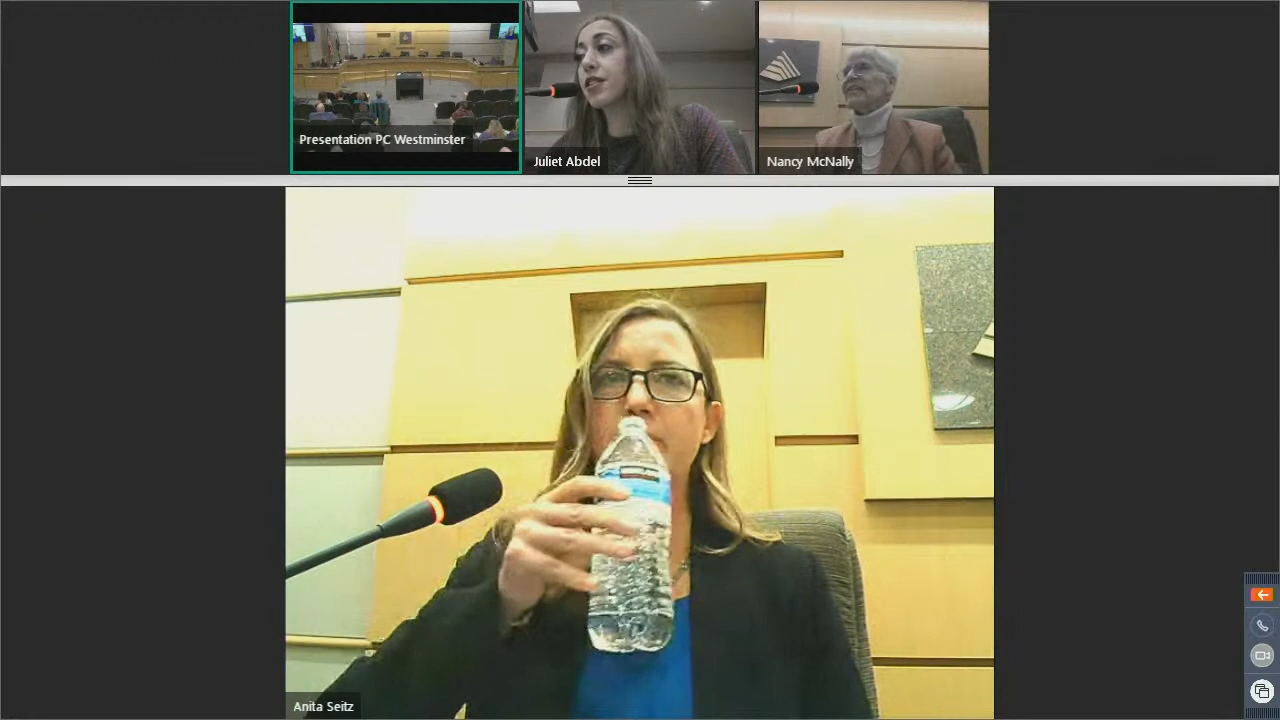 Presentation PC Westminster
Juliet Abdel
Nancy McNally
Anita Seitz